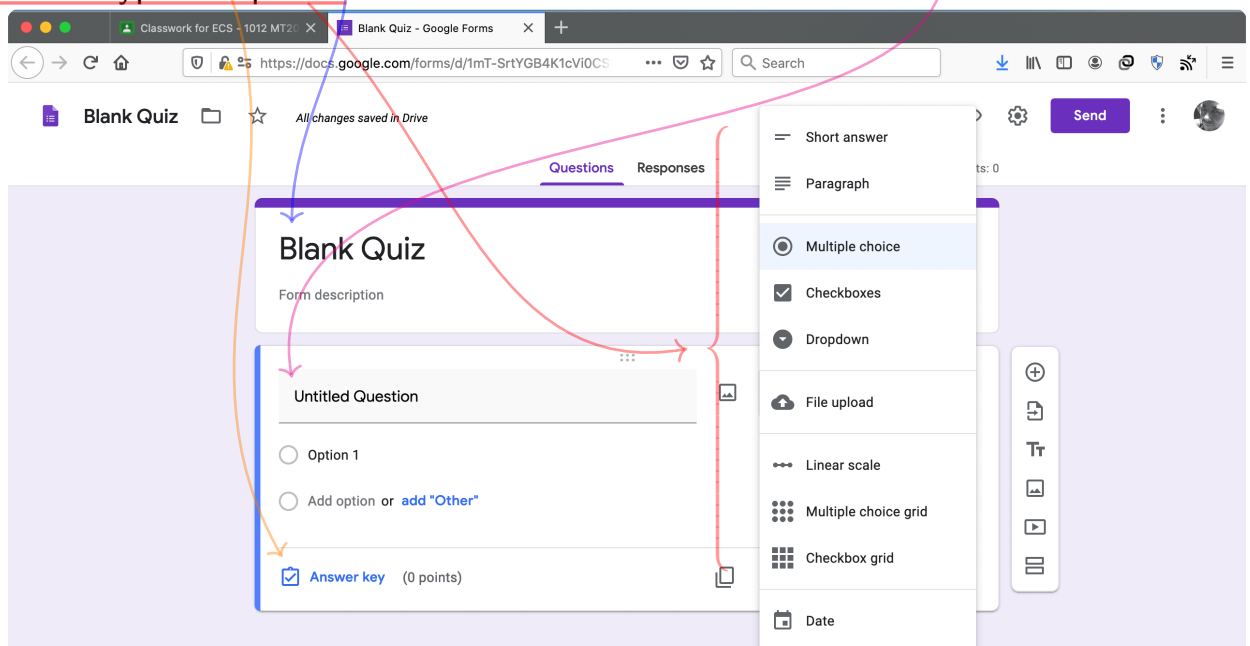 Classwork for ECS - 1012 MT20
Blank Quiz - Google Forms
https://docs.google.com/forms/d/1mT-SrtYGB4K1cVi0CS
Search
Blank Quiz
All changes saved in Drive
Send
Questions
Responses
ts: 0
Blank Quiz
Form description
Untitled Question
Option 1
Add option or add "Other"
Answer key
(0 points)
Short answer
Paragraph
Multiple choice
Checkboxes
Dropdown
File upload
Linear scale
Multiple choice grid
Checkbox grid
Date
Tт